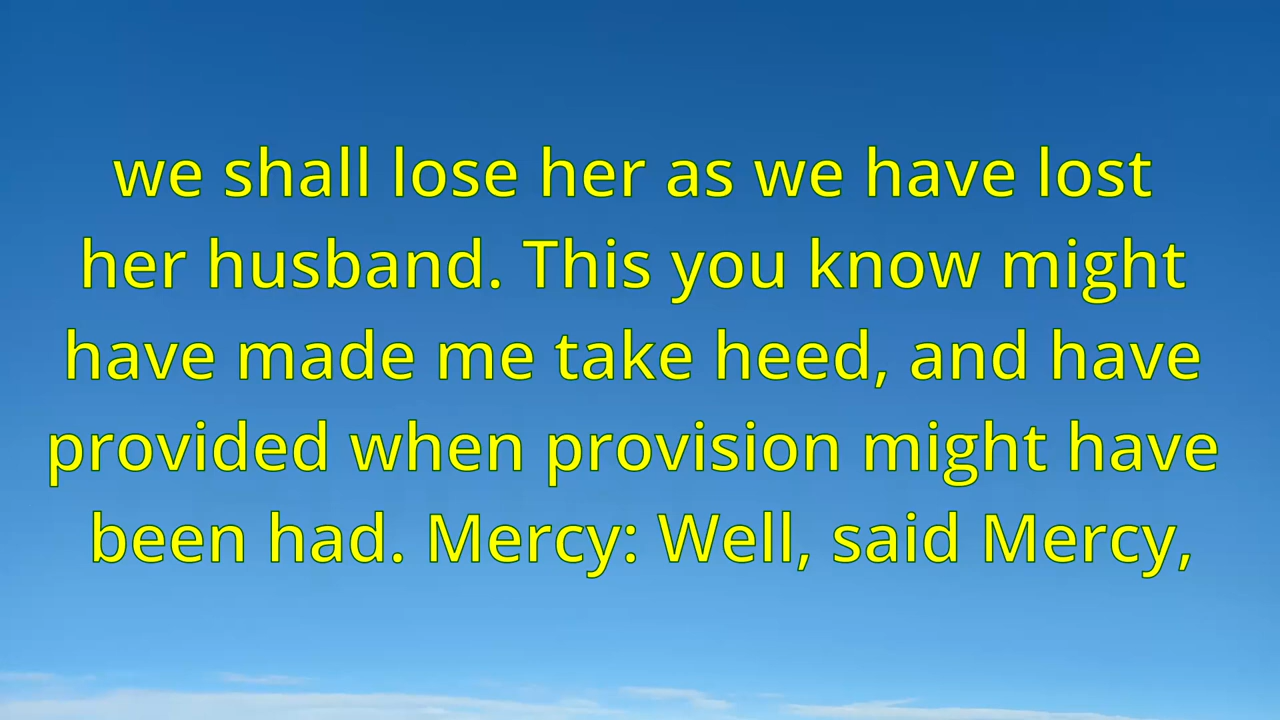 we shall lose her as we have lost
her husband. This you know might
have made me take heed, and have
provided when provision might have
been had. Mercy: Well, said Mercy,